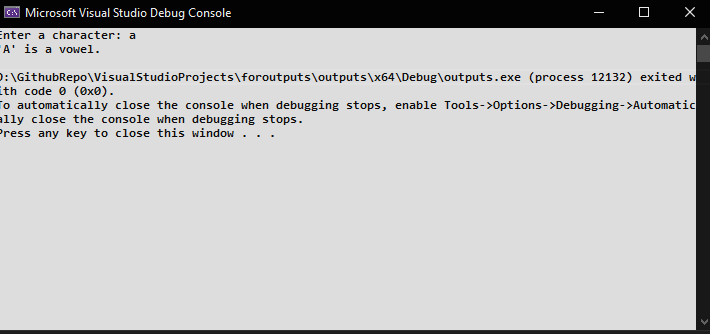 Microsoft Visual Studio Debug Console
Enter a character: a
'A' is a vowel.
D:\GithubRepo\VisualStudioProjects\foroutputs\outputs\x64\Debug\outputs.exe (process 12132) exited w
ith code 0 (0x0).
To automatically close the console when debugging stops, enable Tools->Options->Debugging->Automatic
ally close the console when debugging stops.
Press any key to close this window . . .